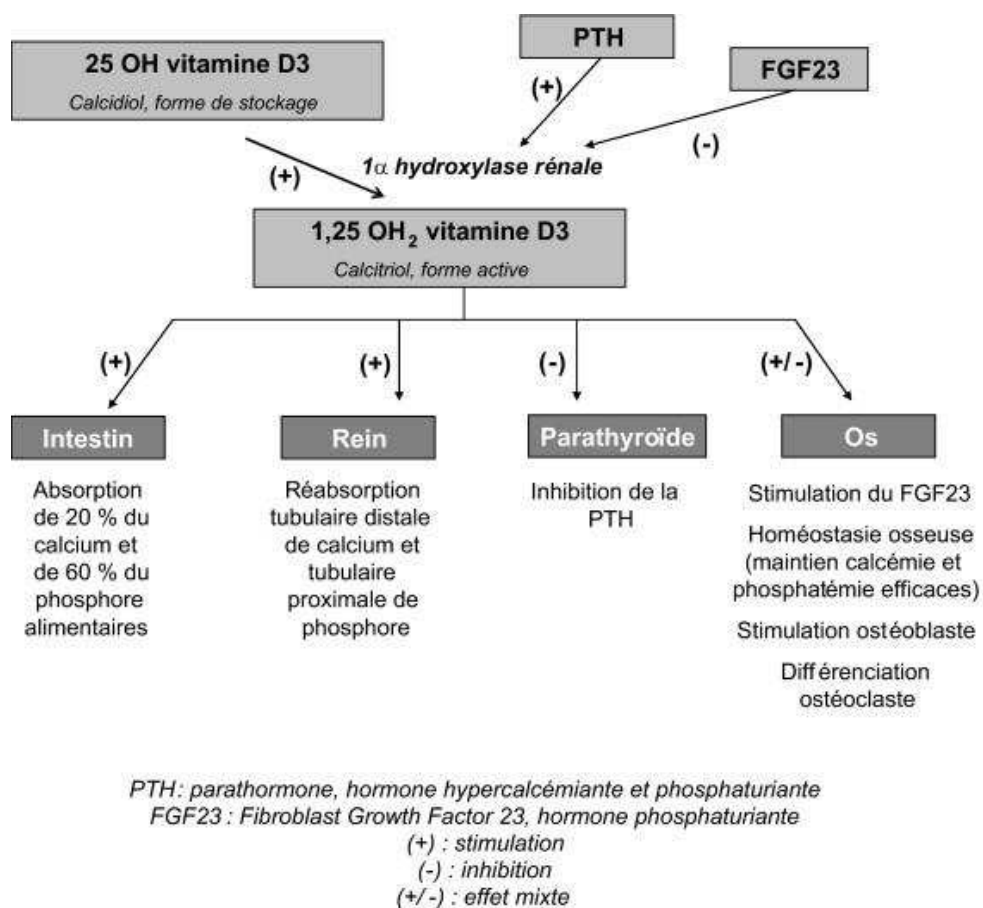 25 OH vitamine D3
Calcidiol, forme de stockage
PTH
FGF23
(+)
(-)
(+)
1α hydroxylase rénale
1,25 OH₂ vitamine D3
Calcitriol, forme active
(+)
(+)
(-)
(+/-)
Intestin
Absorption
de 20 % du
calcium et
de 60 % du
phosphore
alimentaires
Rein
Réabsorption
tubulaire distale
de calcium et
tubulaire
proximale de
phosphore
Parathyroïde
Inhibition de la
PTH
Os
Stimulation du FGF23
Homéostasie osseuse
(maintien calcémie et
phosphatémie efficaces)
Stimulation ostéoblaste
Différenciation
ostéoclaste
PTH : parathormone, hormone hypercalcémiante et phosphaturiante
FGF23 : Fibroblast Growth Factor 23, hormone phosphaturiante
(+) : stimulation
(-) : inhibition
(+/-) : effet mixte